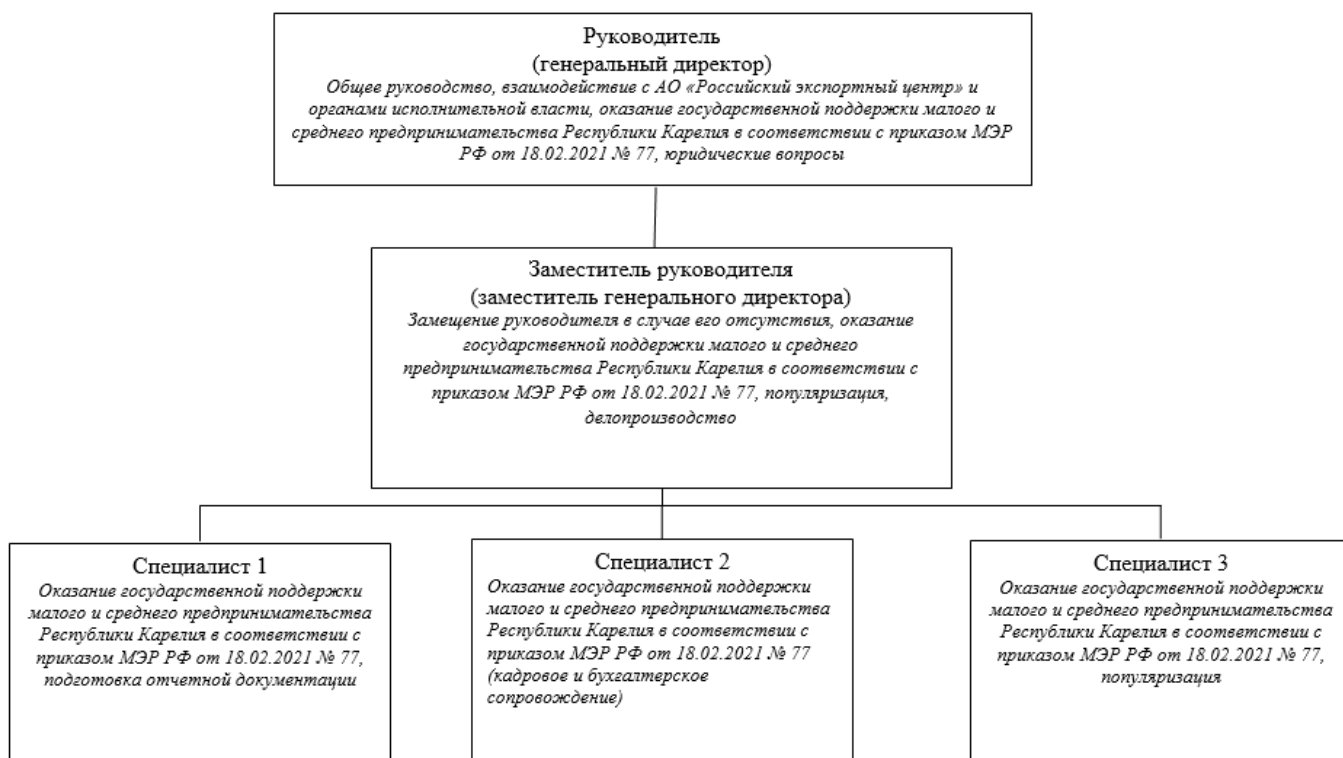 Руководитель
(генеральный директор)
Общее руководство, взаимодействие с АО «Российский экспортный центр» и
органами исполнительной власти, оказание государственной поддержки малого и
среднего предпринимательства Республики Карелия в соответствии с приказом МЭР
РФ от 18.02.2021 № 77, юридические вопросы
Заместитель руководителя
(заместитель генерального директора)
Замещение руководителя в случае его отсутствия, оказание
государственной поддержки малого и среднего
предпринимательства Республики Карелия в соответствии с
приказом МЭР РФ от 18.02.2021 № 77, популяризация,
делопроизводство
Специалист 1
Оказание государственной поддержки
малого и среднего предпринимательства
Республики Карелия в соответствии с
приказом МЭР РФ от 18.02.2021 № 77,
подготовка отчетной документации
Специалист 2
Оказание государственной поддержки
малого и среднего предпринимательства
Республики Карелия в соответствии с
приказом МЭР РФ от 18.02.2021 № 77
(кадровое и бухгалтерское
сопровождение)
Специалист 3
Оказание государственной поддержки
малого и среднего предпринимательства
Республики Карелия в соответствии с
приказом МЭР РФ от 18.02.2021 № 77,
популяризация